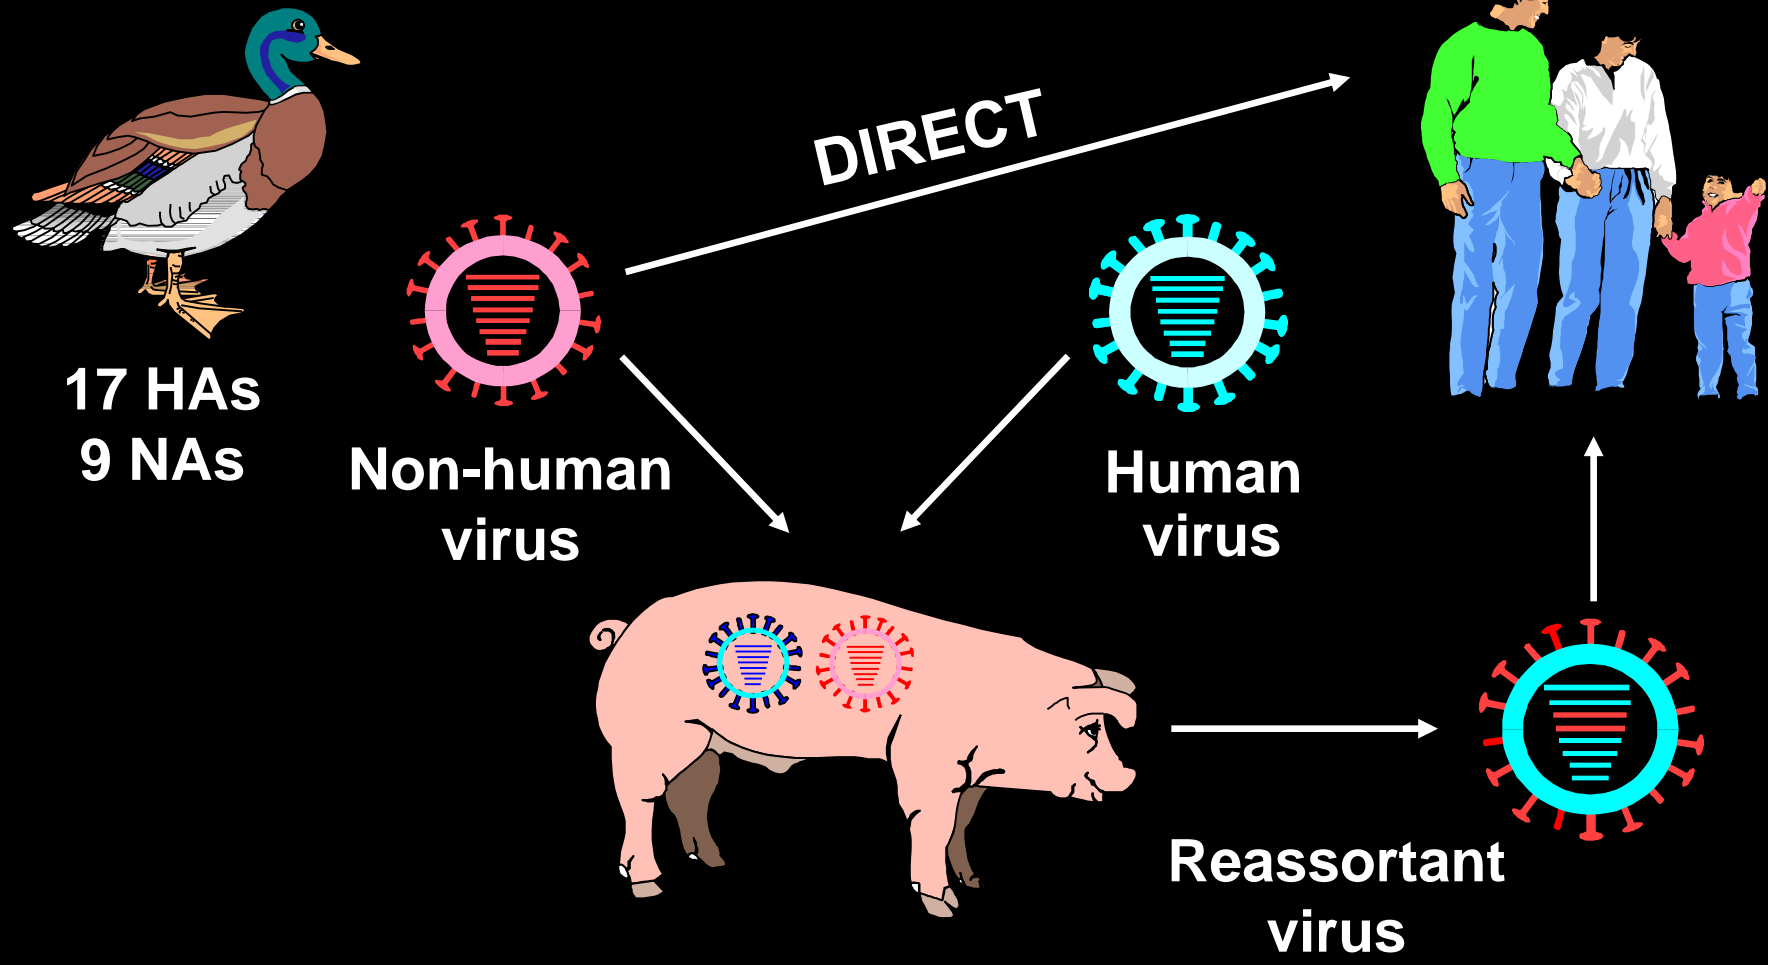 DIRECT
17 HAs
9 NAs
Non-human
virus
Human
virus
Reassortant
virus